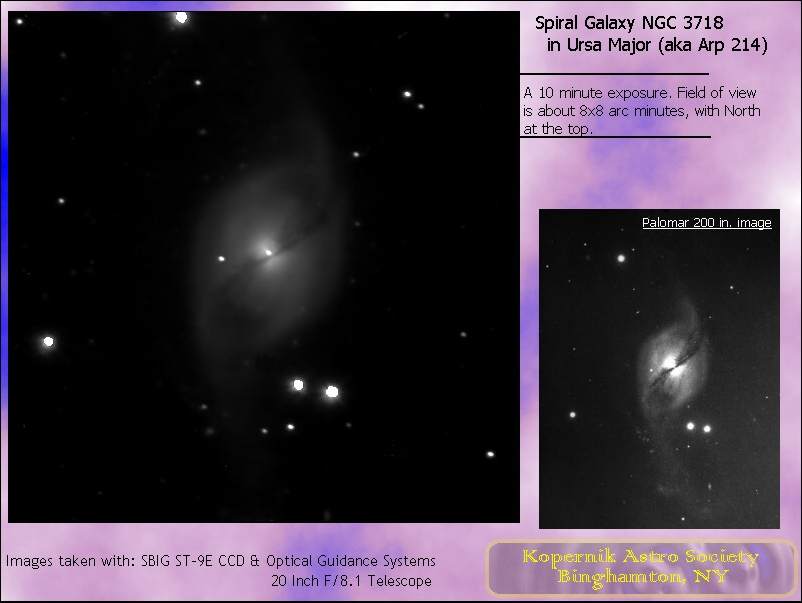 Spiral Galaxy NGC 3718
in Ursa Major (aka Arp 214)
A 10 minute exposure. Field of view
is about 8x8 arc minutes, with North
at the top.
Palomar 200 in. image
Images taken with: SBIG ST-9E CCD & Optical Guidance Systems
20 Inch F/8.1 Telescope
Kopernik Astro Society
Binghamton, NY